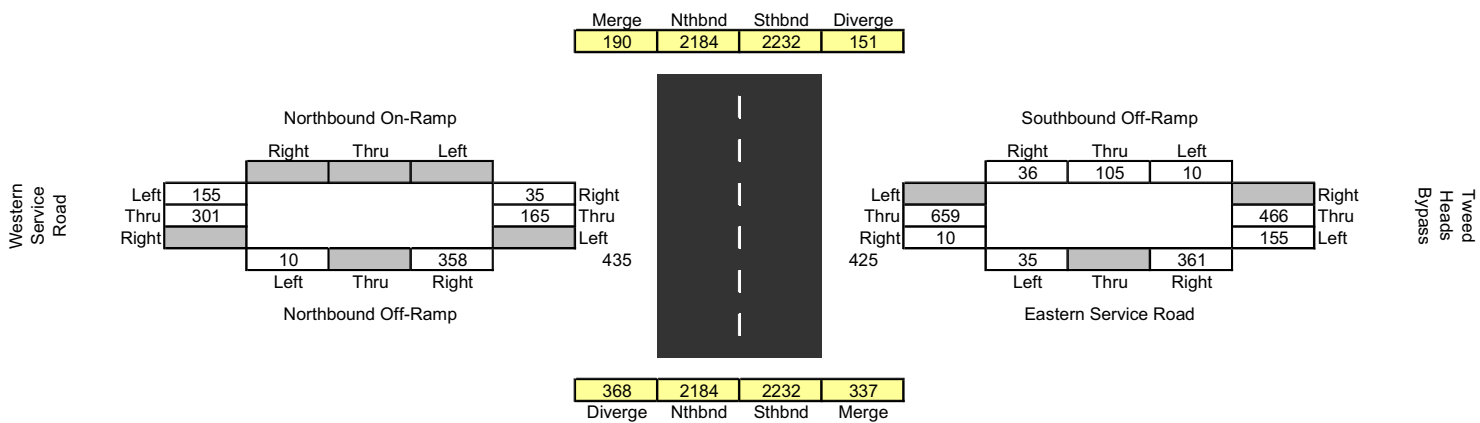 Merge Nthbnd Sthbnd Diverge
190 2184 2232 151
Northbound On-Ramp
Right Thru Left
Western
Service
Road
Left 155
Thru 301
Right
35 Right
165 Thru
Left
10 358
435
Left Thru Right
Northbound Off-Ramp
Southbound Off-Ramp
Right Thru Left
36 105 10
Left
Thru 659
Right 10
Right
466 Thru
155 Left
425
35 361
Left Thru Right
Eastern Service Road
Tweed
Heads
Bypass
368 2184 2232 337
Diverge Nthbnd Sthbnd Merge